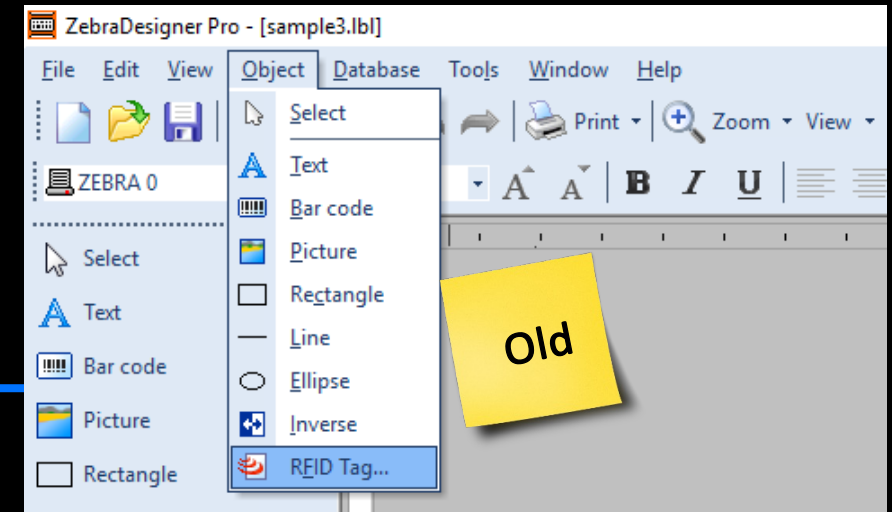 ZebraDesigner Pro - [sample3.lbl]
File Edit View Object Database Tools Window Help
Print Zoom View
ZEBRA 0
A A B I U
Select
Text
Bar code
Picture
Rectangle
Line
Ellipse
Inverse
RFID Tag...
Select
Text
Bar code
Picture
Rectangle
Old